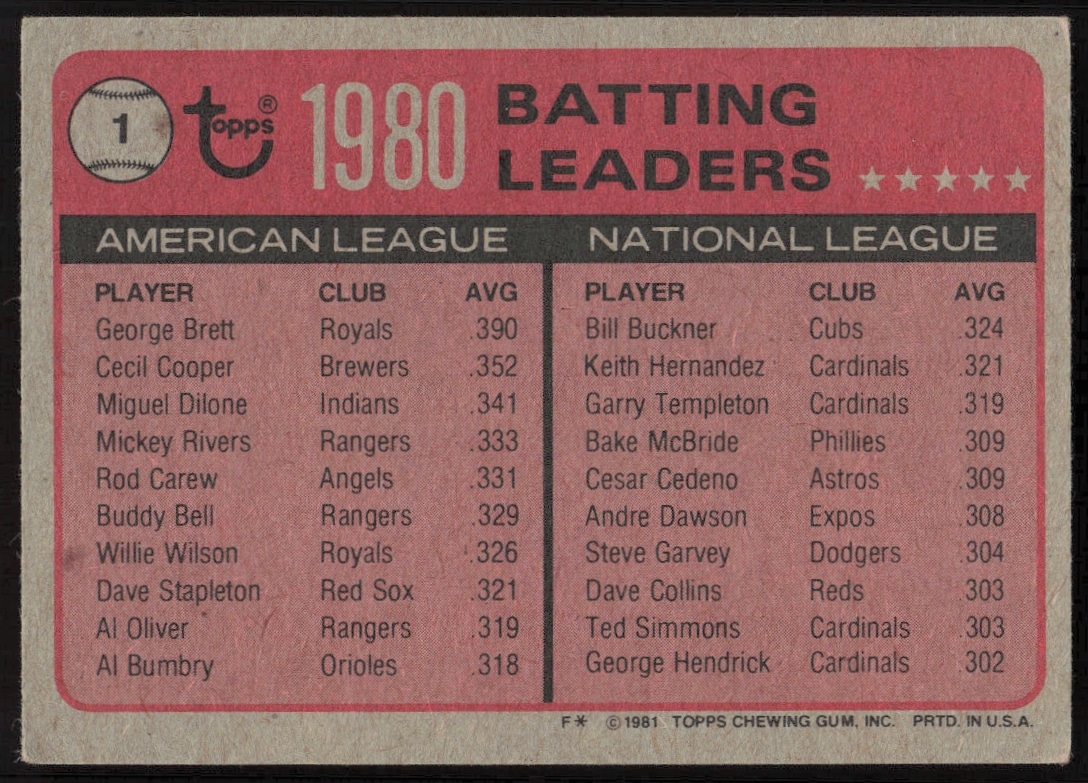 1 Topps® 1980 BATTING
LEADERS ★★★★★
AMERICAN LEAGUE
PLAYER CLUB AVG
George Brett Royals .390
Cecil Cooper Brewers .352
Miguel Dilone Indians .341
Mickey Rivers Rangers .333
Rod Carew Angels .331
Buddy Bell Rangers .329
Willie Wilson Royals .326
Dave Stapleton Red Sox .321
Al Oliver Rangers .319
Al Bumbry Orioles .318
NATIONAL LEAGUE
PLAYER CLUB AVG
Bill Buckner Cubs .324
Keith Hernandez Cardinals .321
Garry Templeton Cardinals .319
Bake McBride Phillies .309
Cesar Cedeno Astros .309
Andre Dawson Expos .308
Steve Garvey Dodgers .304
Dave Collins Reds .303
Ted Simmons Cardinals .303
George Hendrick Cardinals .302
F* ©1981 TOPPS CHEWING GUM, INC. PRTD. IN U.S.A.